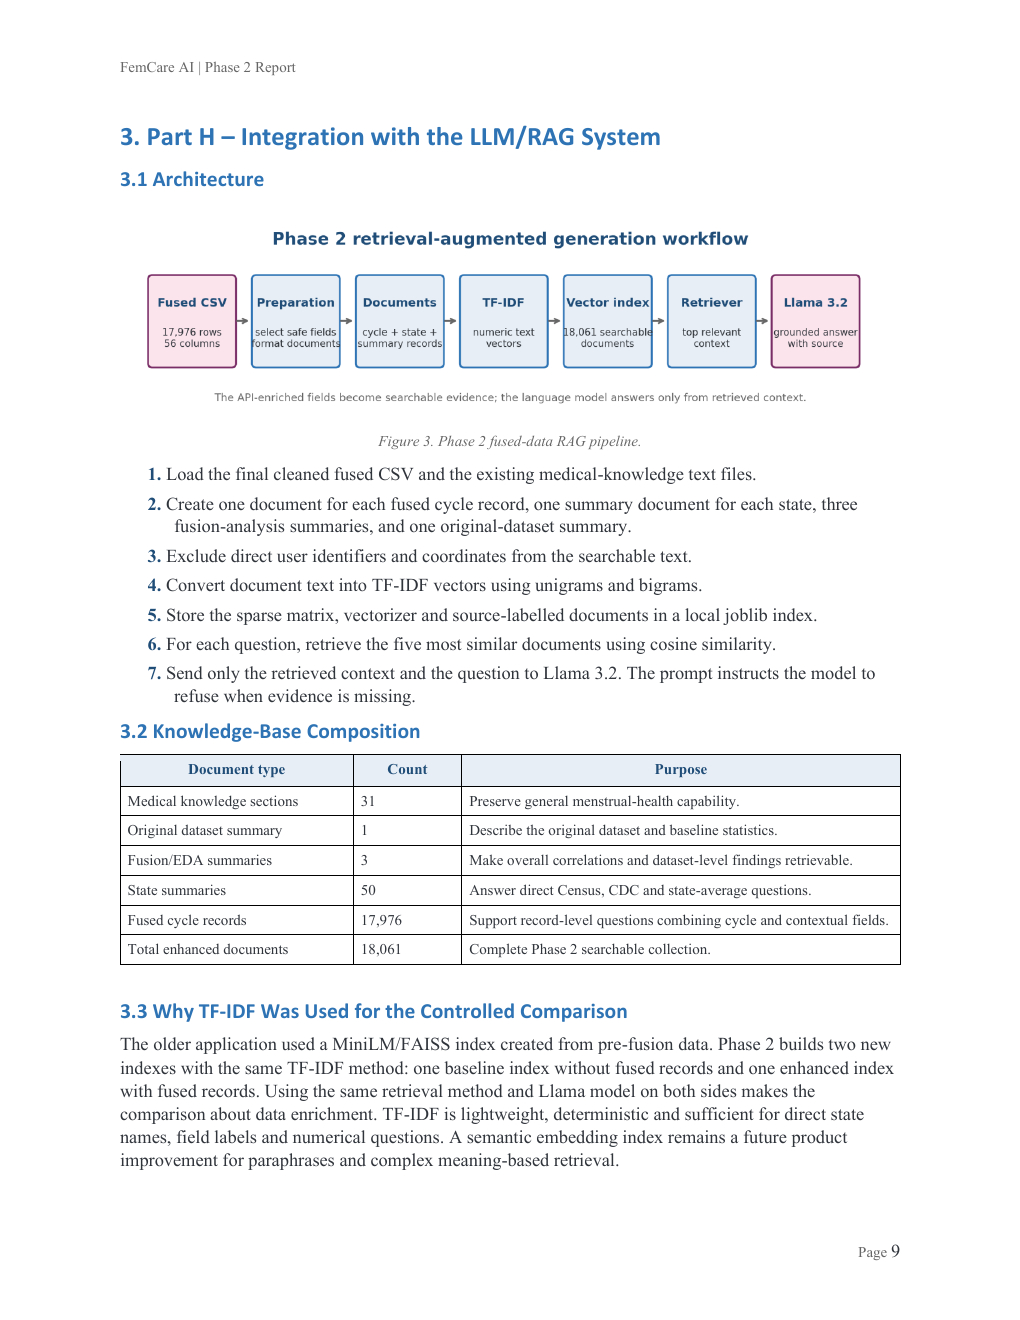 FemCare AI | Phase 2 Report
3. Part H – Integration with the LLM/RAG System
3.1 Architecture
Phase 2 retrieval-augmented generation workflow
Fused CSV
17,976 rows
56 columns
Preparation
select safe fields
format documents
Documents
cycle + state +
summary records
TF-IDF
numeric text
vectors
Vector index
18,061 searchable
documents
Retriever
top relevant
context
Llama 3.2
grounded answer
with source
The API-enriched fields become searchable evidence; the language model answers only from retrieved context.
Figure 3. Phase 2 fused-data RAG pipeline.
1. Load the final cleaned fused CSV and the existing medical-knowledge text files.
2. Create one document for each fused cycle record, one summary document for each state, three
fusion-analysis summaries, and one original-dataset summary.
3. Exclude direct user identifiers and coordinates from the searchable text.
4. Convert document text into TF-IDF vectors using unigrams and bigrams.
5. Store the sparse matrix, vectorizer and source-labelled documents in a local joblib index.
6. For each question, retrieve the five most similar documents using cosine similarity.
7. Send only the retrieved context and the question to Llama 3.2. The prompt instructs the model to
refuse when evidence is missing.
3.2 Knowledge-Base Composition
Document type Count Purpose
Medical knowledge sections 31 Preserve general menstrual-health capability.
Original dataset summary 1 Describe the original dataset and baseline statistics.
Fusion/EDA summaries 3 Make overall correlations and dataset-level findings retrievable.
State summaries 50 Answer direct Census, CDC and state-average questions.
Fused cycle records 17,976 Support record-level questions combining cycle and contextual fields.
Total enhanced documents 18,061 Complete Phase 2 searchable collection.
3.3 Why TF-IDF Was Used for the Controlled Comparison
The older application used a MiniLM/FAISS index created from pre-fusion data. Phase 2 builds two new
indexes with the same TF-IDF method: one baseline index without fused records and one enhanced index
with fused records. Using the same retrieval method and Llama model on both sides makes the
comparison about data enrichment. TF-IDF is lightweight, deterministic and sufficient for direct state
names, field labels and numerical questions. A semantic embedding index remains a future product
improvement for paraphrases and complex meaning-based retrieval.
Page 9